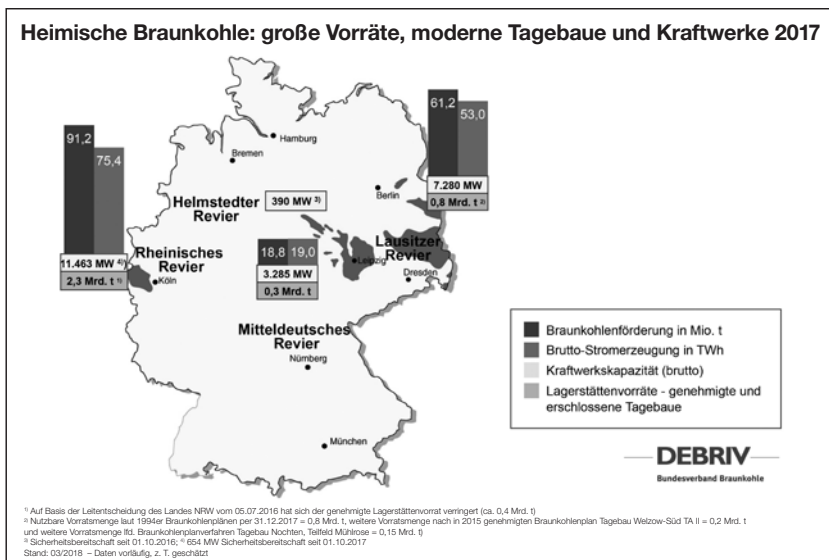 Heimische Braunkohle: große Vorräte, moderne Tagebaue und Kraftwerke 2017
61,2
53,0
7.280 MW
0,8 Mrd. t ²⁾
91,2
75,4
11.463 MW ⁴⁾)
2,3 Mrd. t ¹⁾
Hamburg
Bremen
Berlin
Helmstedter
Revier
390 MW ³⁾
Rheinisches
Revier
Köln
18,8
19,0
3.285 MW
0,3 Mrd. t
Lausitzer
Revier
Leipzig
Dresden
Mitteldeutsches
Revier
Nürnberg
München
Braunkohlenförderung in Mio. t
Brutto-Stromerzeugung in TWh
Kraftwerkskapazität (brutto)
Lagerstättenvorräte - genehmigte und
erschlossene Tagebaue
DEBRIV
Bundesverband Braunkohle
¹⁾ Auf Basis der Leitentscheidung des Landes NRW vom 05.07.2016 hat sich der genehmigte Lagerstättenvorrat verringert (ca. 0,4 Mrd. t)
²⁾ Nutzbare Vorratsmenge laut 1994er Braunkohlenplänen per 31.12.2017 = 0,8 Mrd. t, weitere Vorratsmenge nach in 2015 genehmigten Braunkohlenplan Tagebau Welzow-Süd TA II = 0,2 Mrd. t
und weitere Vorratsmenge lfd. Braunkohlenplanverfahren Tagebau Nochten, Teilfeld Mühlrose = 0,15 Mrd. t)
³⁾ Sicherheitsbereitschaft seit 01.10.2016; ⁴⁾ 654 MW Sicherheitsbereitschaft seit 01.10.2017
Stand: 03/2018 – Daten vorläufig, z. T. geschätzt